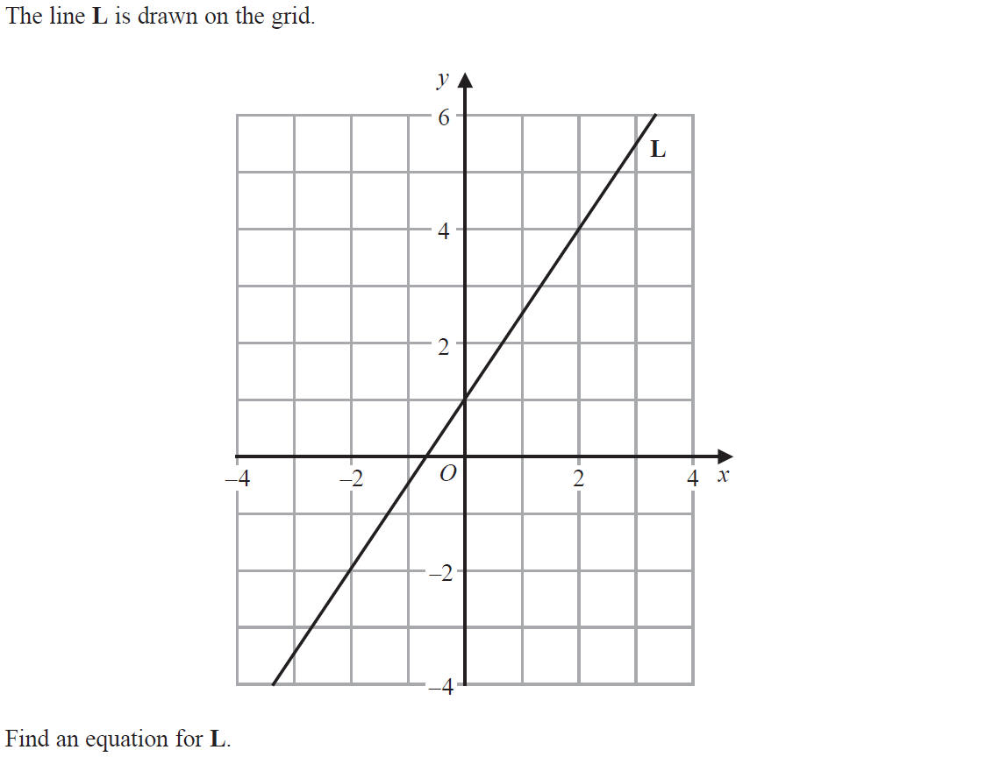 The line L is drawn on the grid.
y
6
L
4
2
–4
–2
O
2
4
x
–2
–4
Find an equation for L.